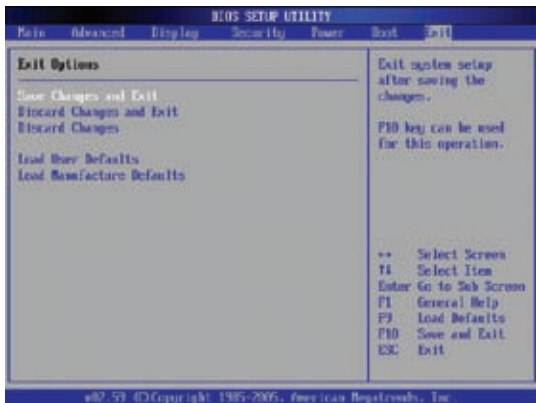 BIOS SETUP UTILITY
Main Advanced Display Security Power Boot Exit
Exit Options
Save Changes and Exit
Discard Changes and Exit
Discard Changes
Load User Defaults
Load Manufacture Defaults
Exit system setup
after saving the
changes.
F10 key can be used
for this operation.
↔ Select Screen
↑↓ Select Item
Enter Go to Sub Screen
F1 General Help
F9 Load Defaults
F10 Save and Exit
ESC Exit
v02.59 (C)Copyright 1985-2005, American Megatrends, Inc.